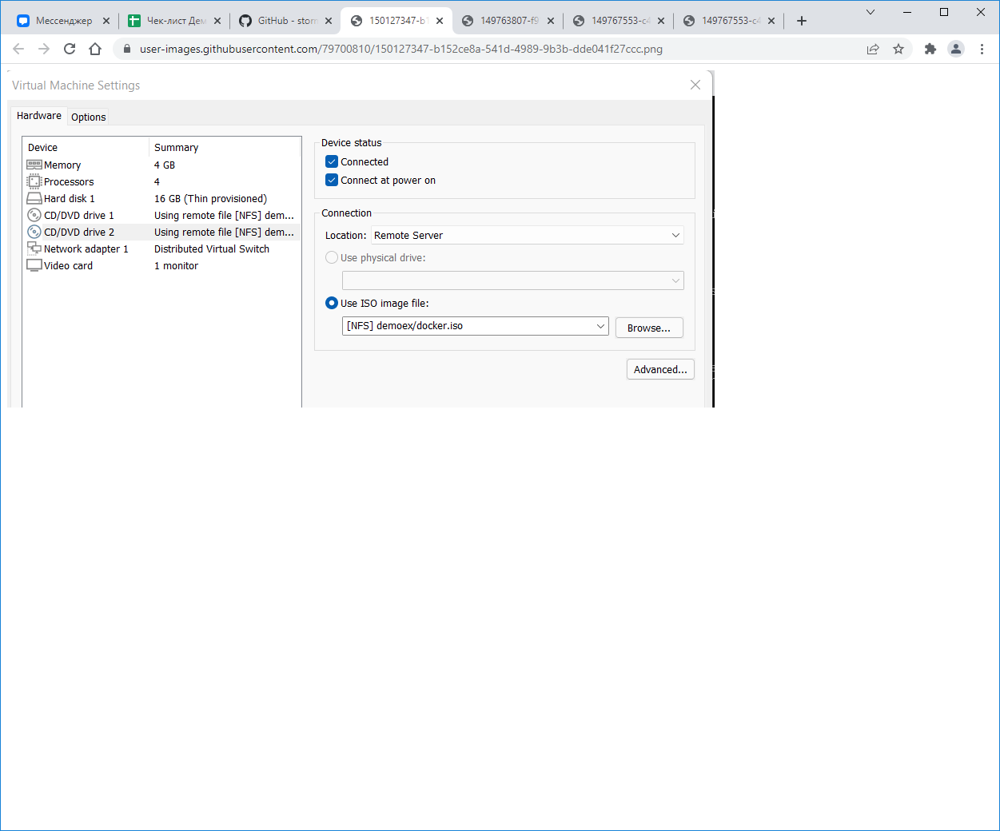 Мессенджер
Чек-лист Дем
GitHub - storm
150127347-b1
149763807-f9
149767553-c4
149767553-c4
user-images.githubusercontent.com/79700810/150127347-b152ce8a-541d-4989-9b3b-dde041f27ccc.png
Virtual Machine Settings
Hardware
Options
Device Summary
Memory 4 GB
Processors 4
Hard disk 1 16 GB (Thin provisioned)
CD/DVD drive 1 Using remote file [NFS] dem...
CD/DVD drive 2 Using remote file [NFS] dem...
Network adapter 1 Distributed Virtual Switch
Video card 1 monitor
Device status
Connected
Connect at power on
Connection
Location: Remote Server
Use physical drive:
Use ISO image file:
[NFS] demoex/docker.iso
Browse...
Advanced...